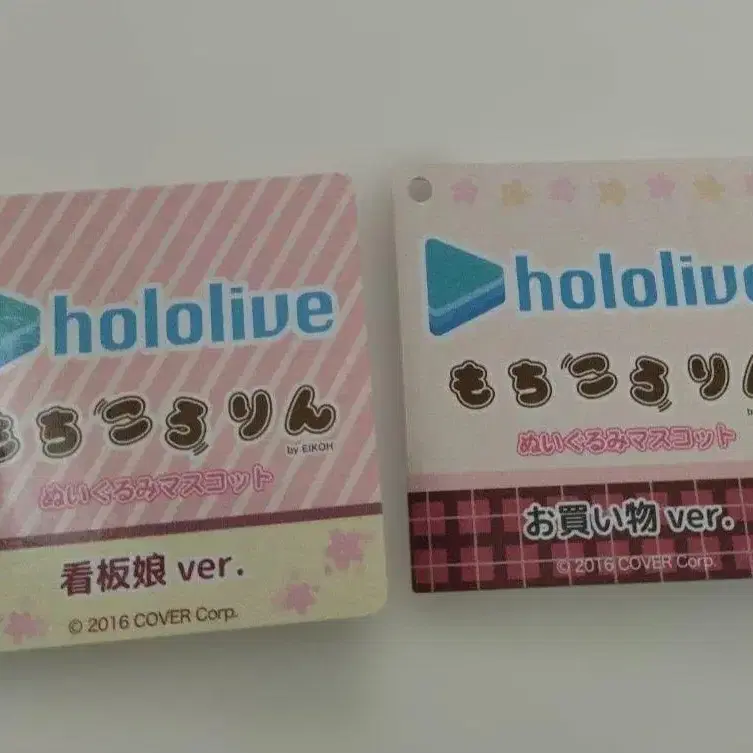 hololive
もちころりん
by EIKOH
ぬいぐるみマスコット
看板娘 ver.
© 2016 COVER Corp.
hololive
もちころりん
ぬいぐるみマスコット
お買い物 ver.
© 2016 COVER Corp.